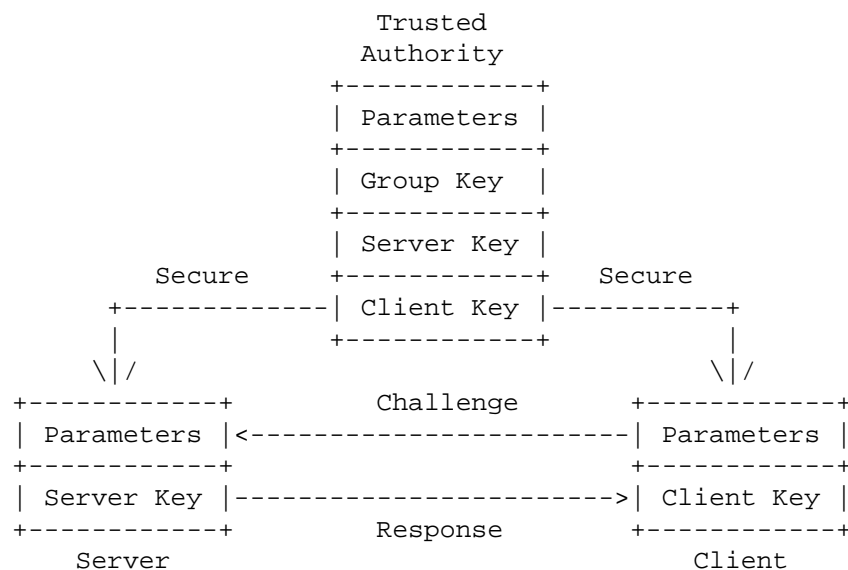 Trusted
Authority
Parameters
Group Key
Server Key
Secure Secure
Client Key
Challenge
Parameters Parameters
Server Key Client Key
Response
Server Client